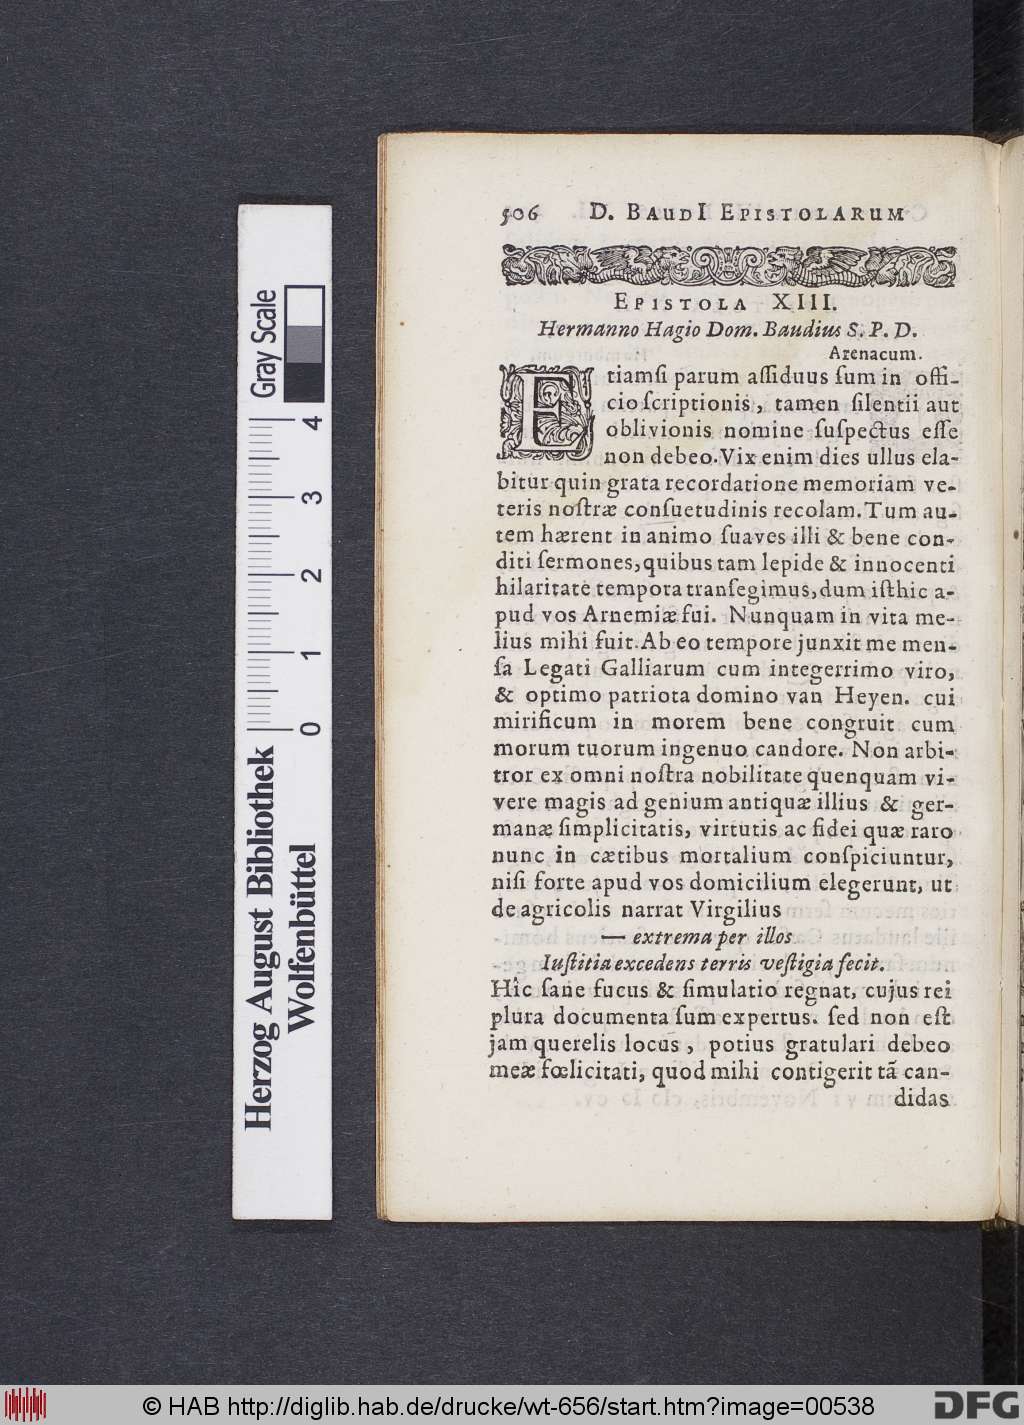 506 D. BAUDI EPISTOLARUM
EPISTOLA XIII.
Hermanno Hagio Dom. Baudius S. P. D.
Arenacum.
Etiamſi parum aſſiduus ſum in offi-
cio ſcriptionis, tamen ſilentii aut
oblivionis nomine ſuſpectus eſſe
non debeo. Vix enim dies ullus ela-
bitur quin grata recordatione memoriam ve-
teris noſtræ conſuetudinis recolam. Tum au-
tem hærent in animo ſuaves illi & bene con-
diti ſermones, quibus tam lepide & innocenti
hilaritate tempora tranſegimus, dum iſthic a-
pud vos Arnemiæ fui. Nunquam in vita me-
lius mihi fuit. Ab eo tempore junxit me men-
ſa Legati Galliarum cum integerrimo viro,
& optimo patriota domino van Heyen. cui
mirificum in morem bene congruit cum
morum tuorum ingenuo candore. Non arbi-
tror ex omni noſtra nobilitate quenquam vi-
vere magis ad genium antiquæ illius & ger-
manæ ſimplicitatis, virtutis ac fidei quæ raro
nunc in cætibus mortalium conſpiciuntur,
niſi forte apud vos domicilium elegerunt, ut
de agricolis narrat Virgilius
— extrema per illos
Iuſtitia excedens terris veſtigia fecit.
Hîc ſane fucus & ſimulatio regnat, cujus rei
plura documenta ſum expertus. ſed non eſt
jam querelis locus, potius gratulari debeo
meæ fœlicitati, quod mihi contigerit tā can-
didas
Gray Scale
4 3 2 1 0
Herzog August Bibliothek
Wolfenbüttel
© HAB http://diglib.hab.de/drucke/wt-656/start.htm?image=00538
DFG